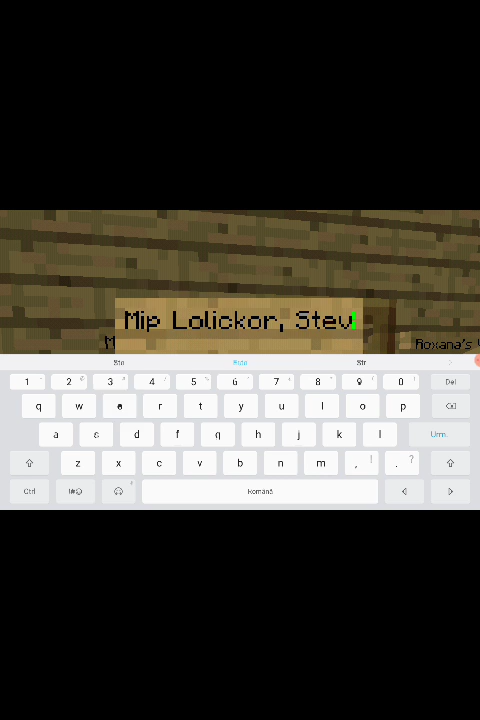 Mip Lolickor, Stev
M
Roxana's
Ste Eide Str
1 2 3 4 5 6 7 8 9 0 Del
q w e r t y u l o p
a s d f q h j k l Urm.
z x c v b n m , ! . ?
Ctrl !#☺ română